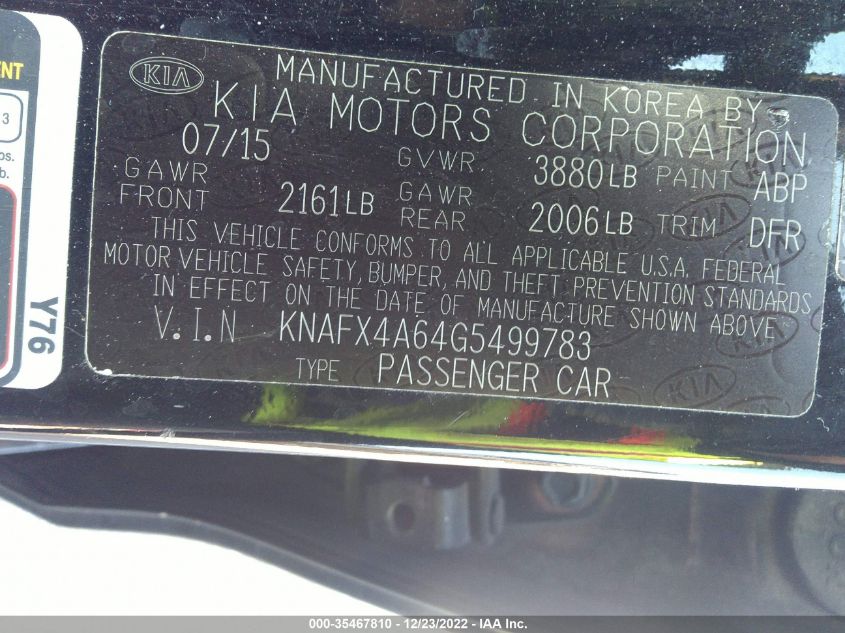 KIA
MANUFACTURED IN KOREA BY
KIA MOTORS CORPORATION
07/15 GVWR 3880LB PAINT ABP
GAWR FRONT 2161LB GAWR REAR 2006LB TRIM DFR
THIS VEHICLE CONFORMS TO ALL APPLICABLE U.S.A. FEDERAL
MOTOR VEHICLE SAFETY, BUMPER, AND THEFT PREVENTION STANDARDS
IN EFFECT ON THE DATE OF MANUFACTURE SHOWN ABOVE.
V.I.N KNAFX4A64G5499783
TYPE PASSENGER CAR
Y76
000-35467810 - 12/23/2022 - IAA Inc.